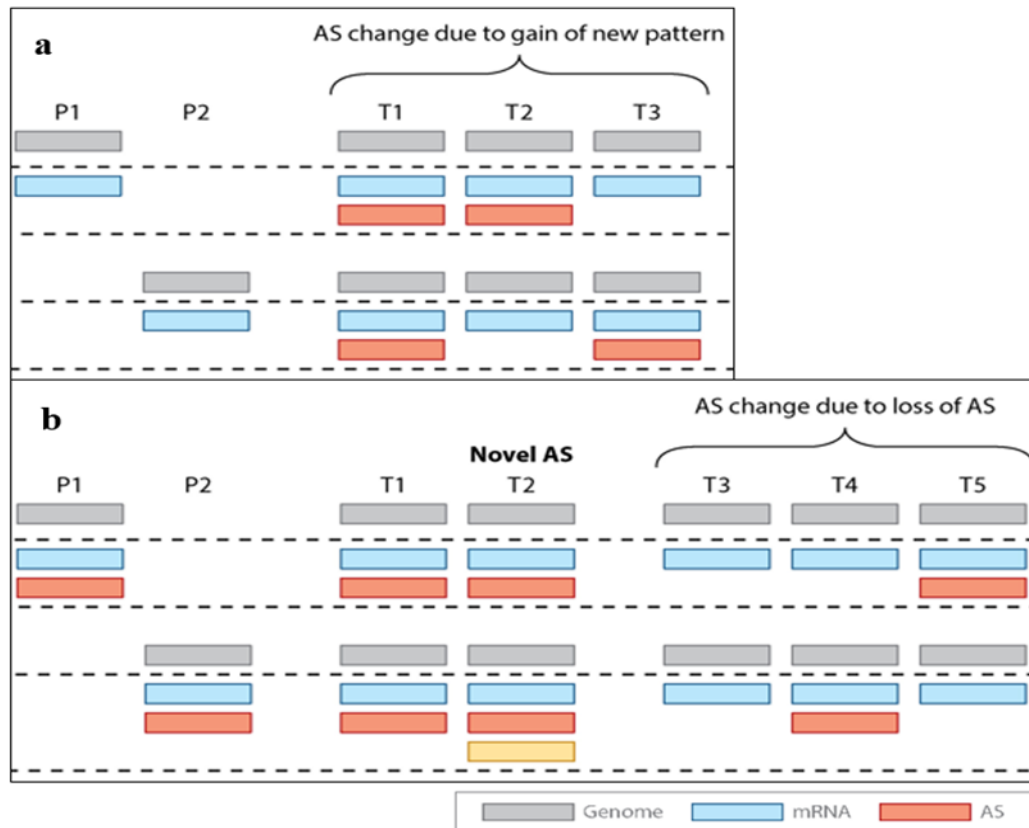 a
AS change due to gain of new pattern
P1 P2 T1 T2 T3
b
AS change due to loss of AS
Novel AS
P1 P2 T1 T2 T3 T4 T5
Genome mRNA AS